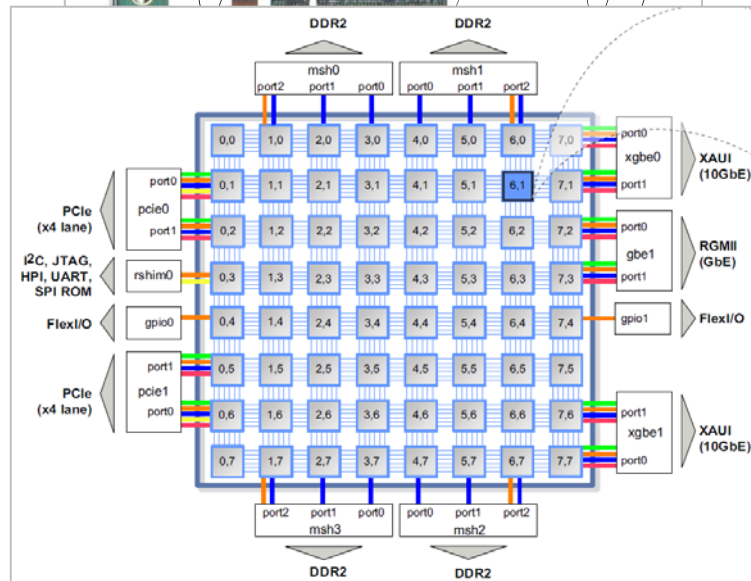 DDR2 DDR2
msh0 msh1
port2 port1 port0 port0 port1 port2
0,0 1,0 2,0 3,0 4,0 5,0 6,0 7,0
port0
xgbe0
port1
XAUI
(10GbE)
0,1 1,1 2,1 3,1 4,1 5,1 6,1 7,1
PCIe
(x4 lane)
port0
pcie0
port1
0,2 1,2 2,2 3,2 4,2 5,2 6,2 7,2
port0
gbe1
port1
RGMII
(GbE)
I2C, JTAG,
HPI, UART,
SPI ROM
rshim0
0,3 1,3 2,3 3,3 4,3 5,3 6,3 7,3
FlexI/O gpio0
0,4 1,4 2,4 3,4 4,4 5,4 6,4 7,4
gpio1 FlexI/O
PCIe
(x4 lane)
port1
pcie1
port0
0,5 1,5 2,5 3,5 4,5 5,5 6,5 7,5
0,6 1,6 2,6 3,6 4,6 5,6 6,6 7,6
port1
xgbe1
port0
XAUI
(10GbE)
0,7 1,7 2,7 3,7 4,7 5,7 6,7 7,7
port2 port1 port0 port0 port1 port2
msh3 msh2
DDR2 DDR2